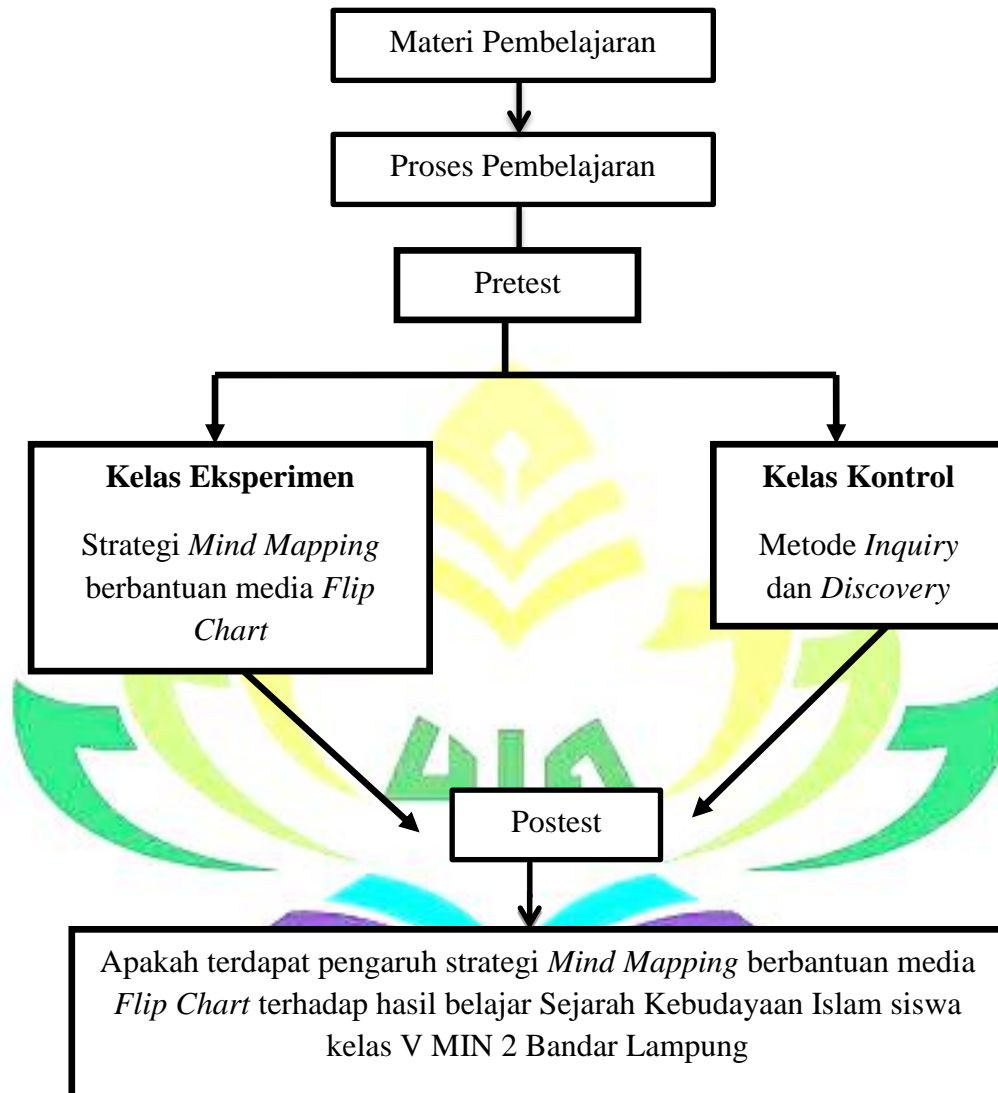 Materi Pembelajaran
Proses Pembelajaran
Pretest
Kelas Eksperimen
Strategi Mind Mapping
berbantuan media Flip
Chart
Kelas Kontrol
Metode Inquiry
dan Discovery
Postest
Apakah terdapat pengaruh strategi Mind Mapping berbantuan media
Flip Chart terhadap hasil belajar Sejarah Kebudayaan Islam siswa
kelas V MIN 2 Bandar Lampung